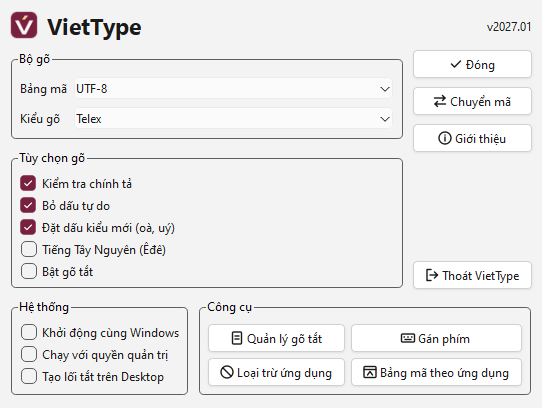 VietType
v2027.01
Bộ gõ
Bảng mã UTF-8
Kiểu gõ Telex
Đóng
Chuyển mã
Giới thiệu
Tùy chọn gõ
Kiểm tra chính tả
Bỏ dấu tự do
Đặt dấu kiểu mới (oà, uý)
Tiếng Tây Nguyên (Êđê)
Bật gõ tắt
Thoát VietType
Hệ thống
Khởi động cùng Windows
Chạy với quyền quản trị
Tạo lối tắt trên Desktop
Công cụ
Quản lý gõ tắt
Gán phím
Loại trừ ứng dụng
Bảng mã theo ứng dụng